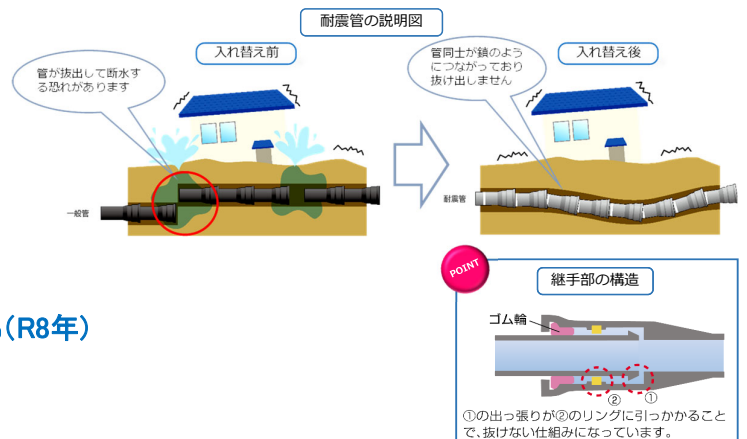 耐震管の説明図
入れ替え前
入れ替え後
管が抜出して断水す
る恐れがあります
管同士が鎖のよう
につながっており
抜け出しません
一般管
耐震管
POINT
継手部の構造
ゴム輪
②
①
①の出っ張りが②のリングに引っかかること
で、抜けない仕組みになっています。
(R8年)